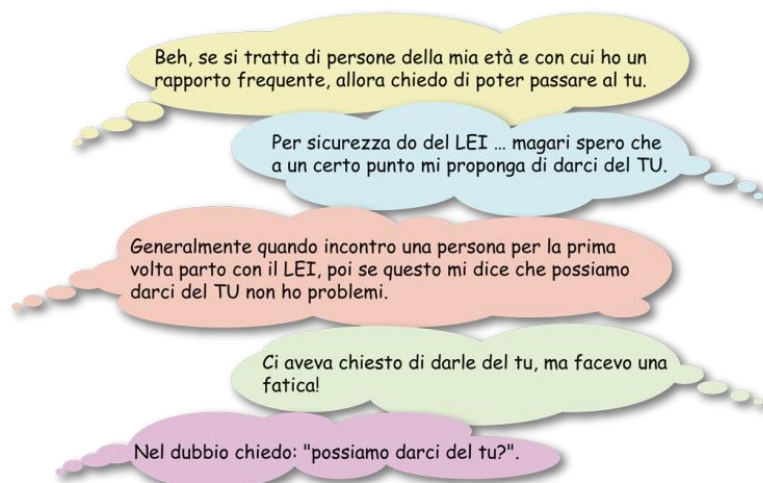 Beh, se si tratta di persone della mia età e con cui ho un
rapporto frequente, allora chiedo di poter passare al tu.
Per sicurezza do del LEI ... magari spero che
a un certo punto mi proponga di darci del TU.
Generalmente quando incontro una persona per la prima
volta parto con il LEI, poi se questo mi dice che possiamo
darci del TU non ho problemi.
Ci aveva chiesto di darle del tu, ma facevo una
fatica!
Nel dubbio chiedo: "possiamo darci del tu?".